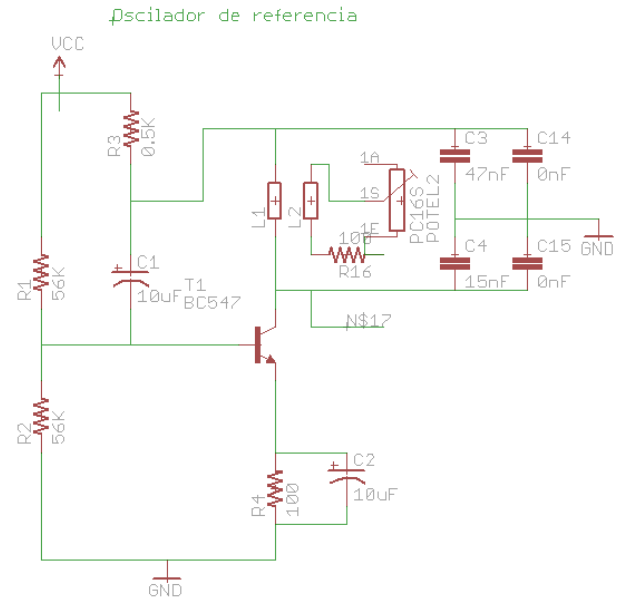 Oscilador de referencia
VCC
R3
0.5K
C3
47nF
C14
0nF
1A
1S
1E
PC16S
POTEL2
L1
L2
100
R16
GND
C4
15nF
C15
0nF
R1
56K
C1
10uF
T1
BC547
N$17
R2
56K
C2
10uF
R4
100
GND